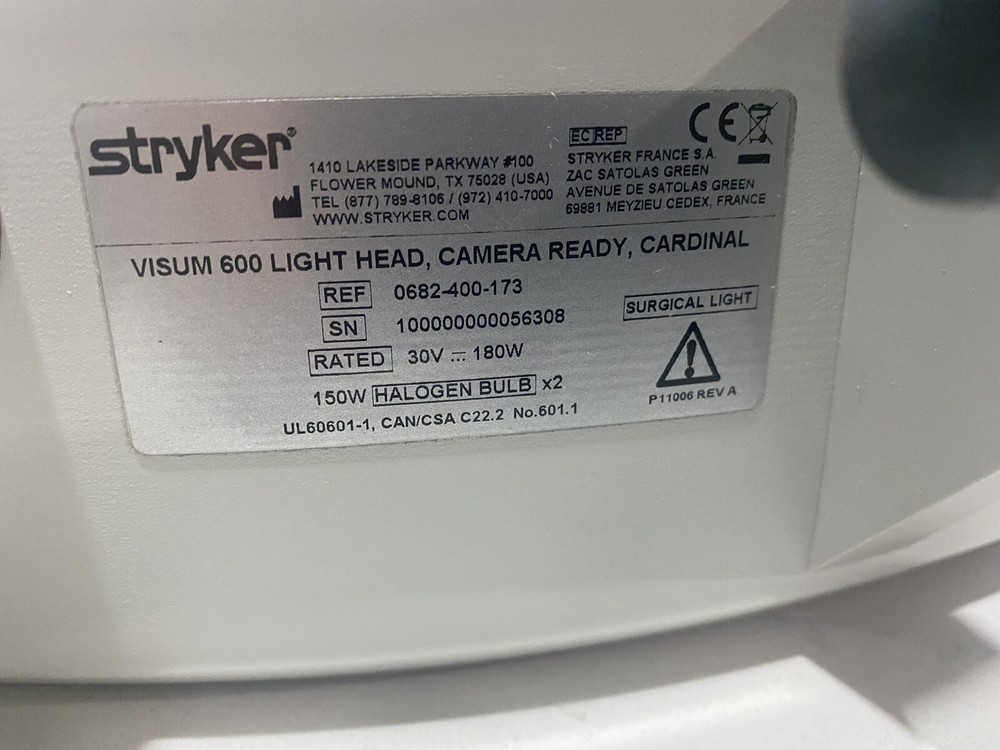 stryker®
1410 LAKESIDE PARKWAY #100
FLOWER MOUND, TX 75028 (USA)
TEL (877) 789-8106 / (972) 410-7000
WWW.STRYKER.COM
EC REP
CE
STRYKER FRANCE S.A.
ZAC SATOLAS GREEN
AVENUE DE SATOLAS GREEN
69881 MEYZIEU CEDEX, FRANCE
VISUM 600 LIGHT HEAD, CAMERA READY, CARDINAL
REF 0682-400-173
SN 100000000056308
RATED 30V ⎓ 180W
150W HALOGEN BULB x2
UL60601-1, CAN/CSA C22.2 No.601.1
SURGICAL LIGHT
P11006 REV A